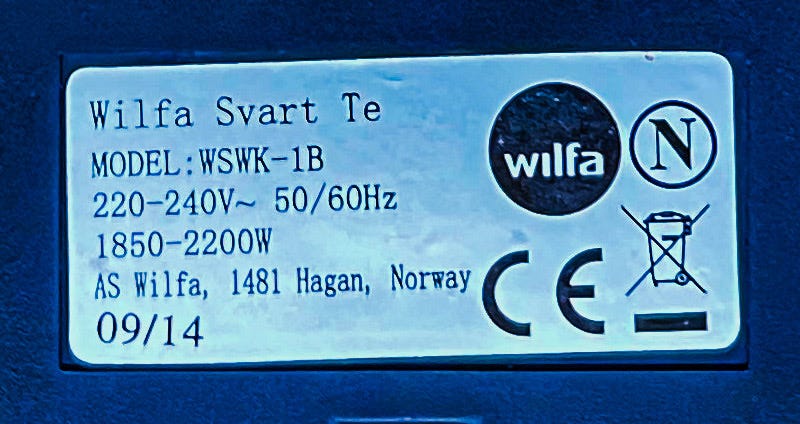 Wilfa Svart Te
MODEL:WSWK-1B
220-240V~ 50/60Hz
1850-2200W
AS Wilfa, 1481 Hagan, Norway
09/14
wilfa
N
CE